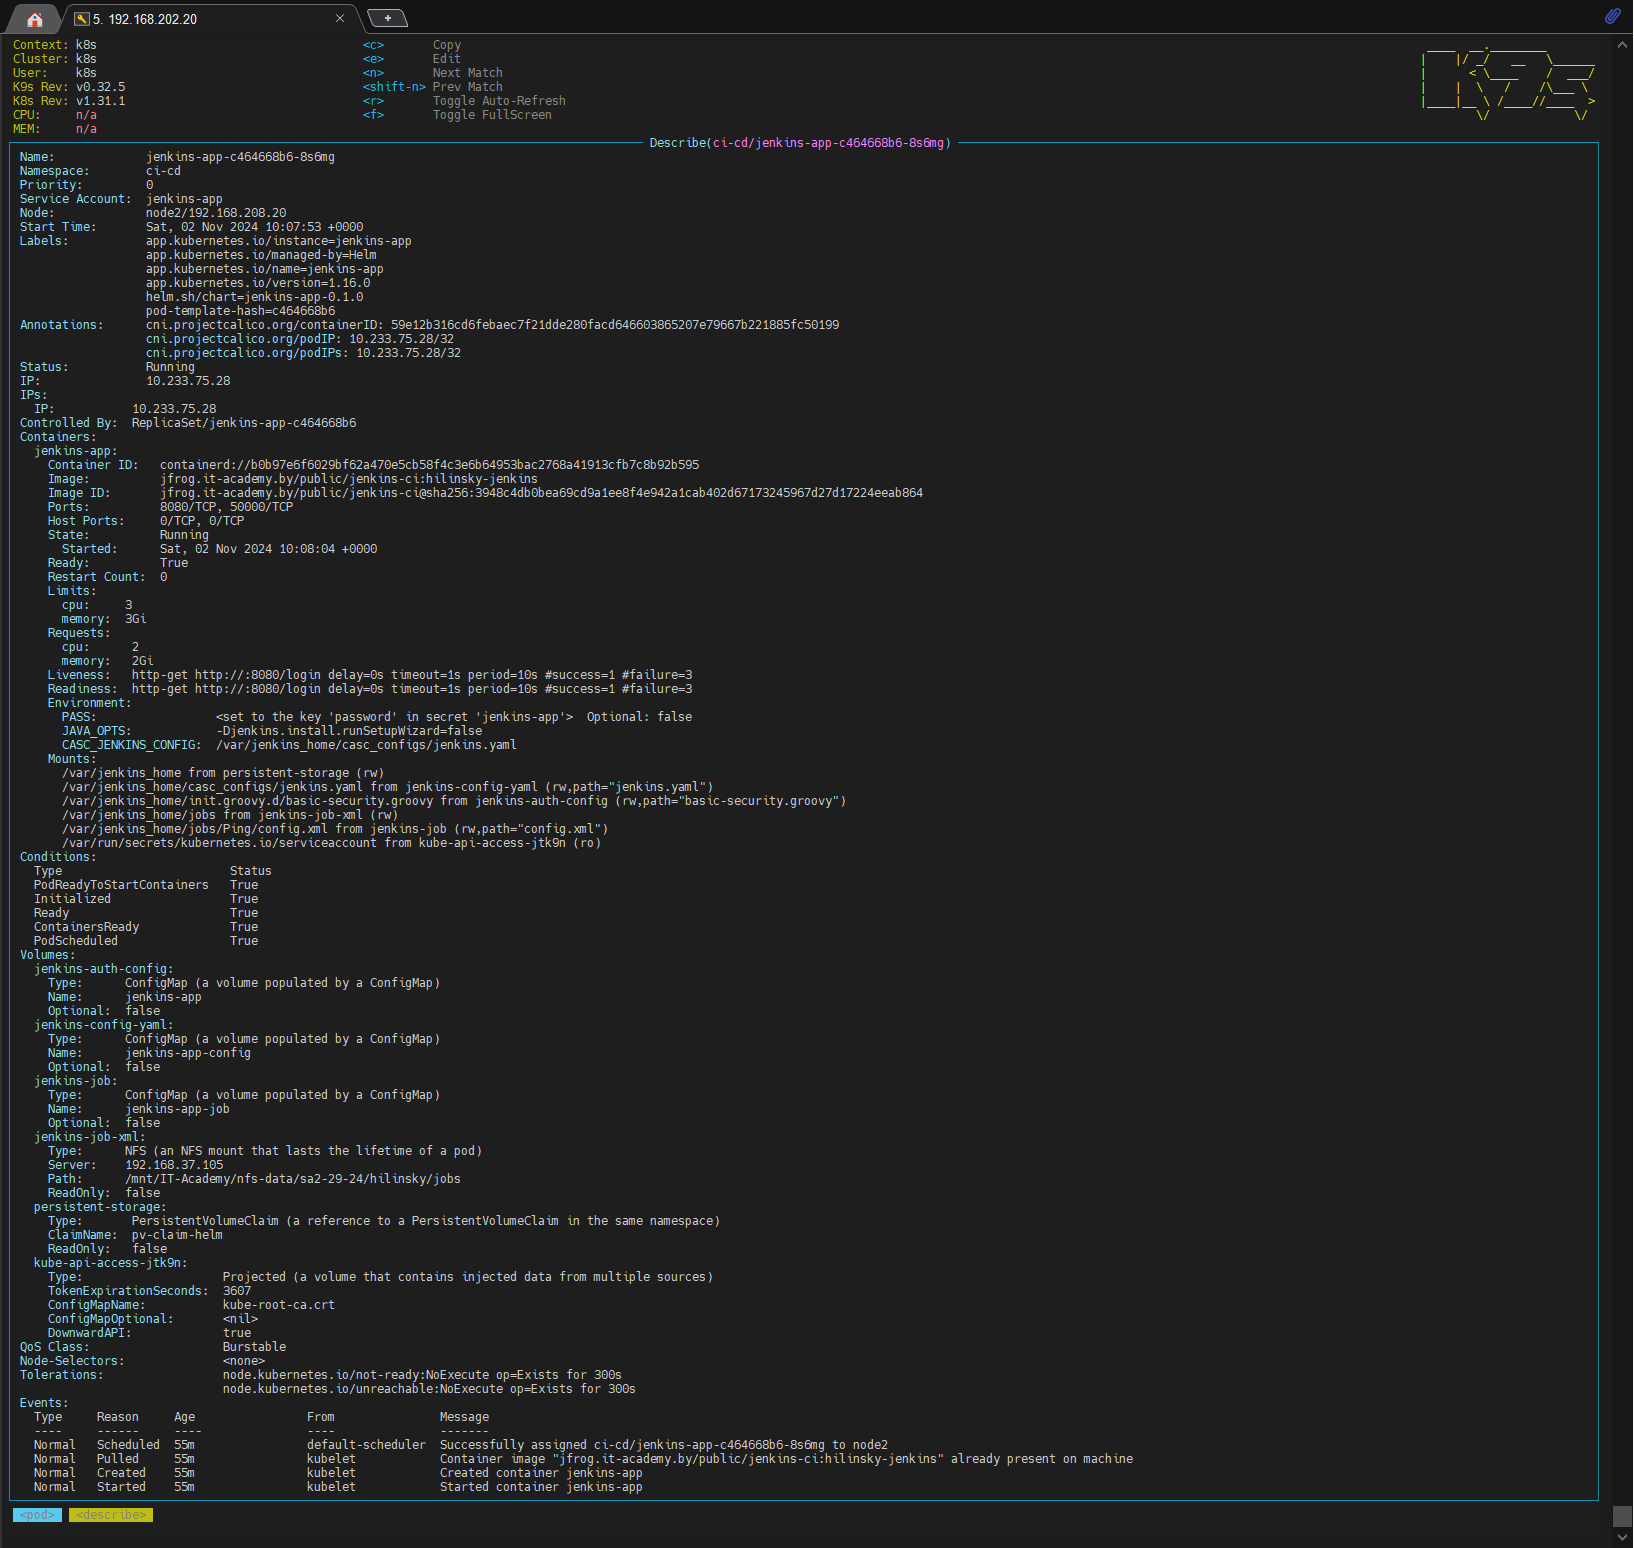 5. 192.168.202.20
Context: k8s <c> Copy
Cluster: k8s <e> Edit
User: k8s <n> Next Match
K9s Rev: v0.32.5 <shift-n> Prev Match
K8s Rev: v1.31.1 <r> Toggle Auto-Refresh
CPU: n/a <f> Toggle FullScreen
MEM: n/a
Describe(ci-cd/jenkins-app-c464668b6-8s6mg)
Name: jenkins-app-c464668b6-8s6mg
Namespace: ci-cd
Priority: 0
Service Account: jenkins-app
Node: node2/192.168.208.20
Start Time: Sat, 02 Nov 2024 10:07:53 +0000
Labels: app.kubernetes.io/instance=jenkins-app
app.kubernetes.io/managed-by=Helm
app.kubernetes.io/name=jenkins-app
app.kubernetes.io/version=1.16.0
helm.sh/chart=jenkins-app-0.1.0
pod-template-hash=c464668b6
Annotations: cni.projectcalico.org/containerID: 59e12b316cd6febaec7f21dde280facd646603865207e79667b221885fc50199
cni.projectcalico.org/podIP: 10.233.75.28/32
cni.projectcalico.org/podIPs: 10.233.75.28/32
Status: Running
IP: 10.233.75.28
IPs:
IP: 10.233.75.28
Controlled By: ReplicaSet/jenkins-app-c464668b6
Containers:
jenkins-app:
Container ID: containerd://b0b97e6f6029bf62a470e5cb58f4c3e6b64953bac2768a41913cfb7c8b92b595
Image: jfrog.it-academy.by/public/jenkins-ci:hilinsky-jenkins
Image ID: jfrog.it-academy.by/public/jenkins-ci@sha256:3948c4db0bea69cd9a1ee8f4e942a1cab402d67173245967d27d17224eeab864
Ports: 8080/TCP, 50000/TCP
Host Ports: 0/TCP, 0/TCP
State: Running
Started: Sat, 02 Nov 2024 10:08:04 +0000
Ready: True
Restart Count: 0
Limits:
cpu: 3
memory: 3Gi
Requests:
cpu: 2
memory: 2Gi
Liveness: http-get http://:8080/login delay=0s timeout=1s period=10s #success=1 #failure=3
Readiness: http-get http://:8080/login delay=0s timeout=1s period=10s #success=1 #failure=3
Environment:
PASS: <set to the key 'password' in secret 'jenkins-app'> Optional: false
JAVA_OPTS: -Djenkins.install.runSetupWizard=false
CASC_JENKINS_CONFIG: /var/jenkins_home/casc_configs/jenkins.yaml
Mounts:
/var/jenkins_home from persistent-storage (rw)
/var/jenkins_home/casc_configs/jenkins.yaml from jenkins-config-yaml (rw,path="jenkins.yaml")
/var/jenkins_home/init.groovy.d/basic-security.groovy from jenkins-auth-config (rw,path="basic-security.groovy")
/var/jenkins_home/jobs from jenkins-job-xml (rw)
/var/jenkins_home/jobs/Ping/config.xml from jenkins-job (rw,path="config.xml")
/var/run/secrets/kubernetes.io/serviceaccount from kube-api-access-jtk9n (ro)
Conditions:
Type Status
PodReadyToStartContainers True
Initialized True
Ready True
ContainersReady True
PodScheduled True
Volumes:
jenkins-auth-config:
Type: ConfigMap (a volume populated by a ConfigMap)
Name: jenkins-app
Optional: false
jenkins-config-yaml:
Type: ConfigMap (a volume populated by a ConfigMap)
Name: jenkins-app-config
Optional: false
jenkins-job:
Type: ConfigMap (a volume populated by a ConfigMap)
Name: jenkins-app-job
Optional: false
jenkins-job-xml:
Type: NFS (an NFS mount that lasts the lifetime of a pod)
Server: 192.168.37.105
Path: /mnt/IT-Academy/nfs-data/sa2-29-24/hilinsky/jobs
ReadOnly: false
persistent-storage:
Type: PersistentVolumeClaim (a reference to a PersistentVolumeClaim in the same namespace)
ClaimName: pv-claim-helm
ReadOnly: false
kube-api-access-jtk9n:
Type: Projected (a volume that contains injected data from multiple sources)
TokenExpirationSeconds: 3607
ConfigMapName: kube-root-ca.crt
ConfigMapOptional: <nil>
DownwardAPI: true
QoS Class: Burstable
Node-Selectors: <none>
Tolerations: node.kubernetes.io/not-ready:NoExecute op=Exists for 300s
node.kubernetes.io/unreachable:NoExecute op=Exists for 300s
Events:
Type Reason Age From Message
---- ------ ---- ---- -------
Normal Scheduled 55m default-scheduler Successfully assigned ci-cd/jenkins-app-c464668b6-8s6mg to node2
Normal Pulled 55m kubelet Container image "jfrog.it-academy.by/public/jenkins-ci:hilinsky-jenkins" already present on machine
Normal Created 55m kubelet Created container jenkins-app
Normal Started 55m kubelet Started container jenkins-app
<pod> <describe>